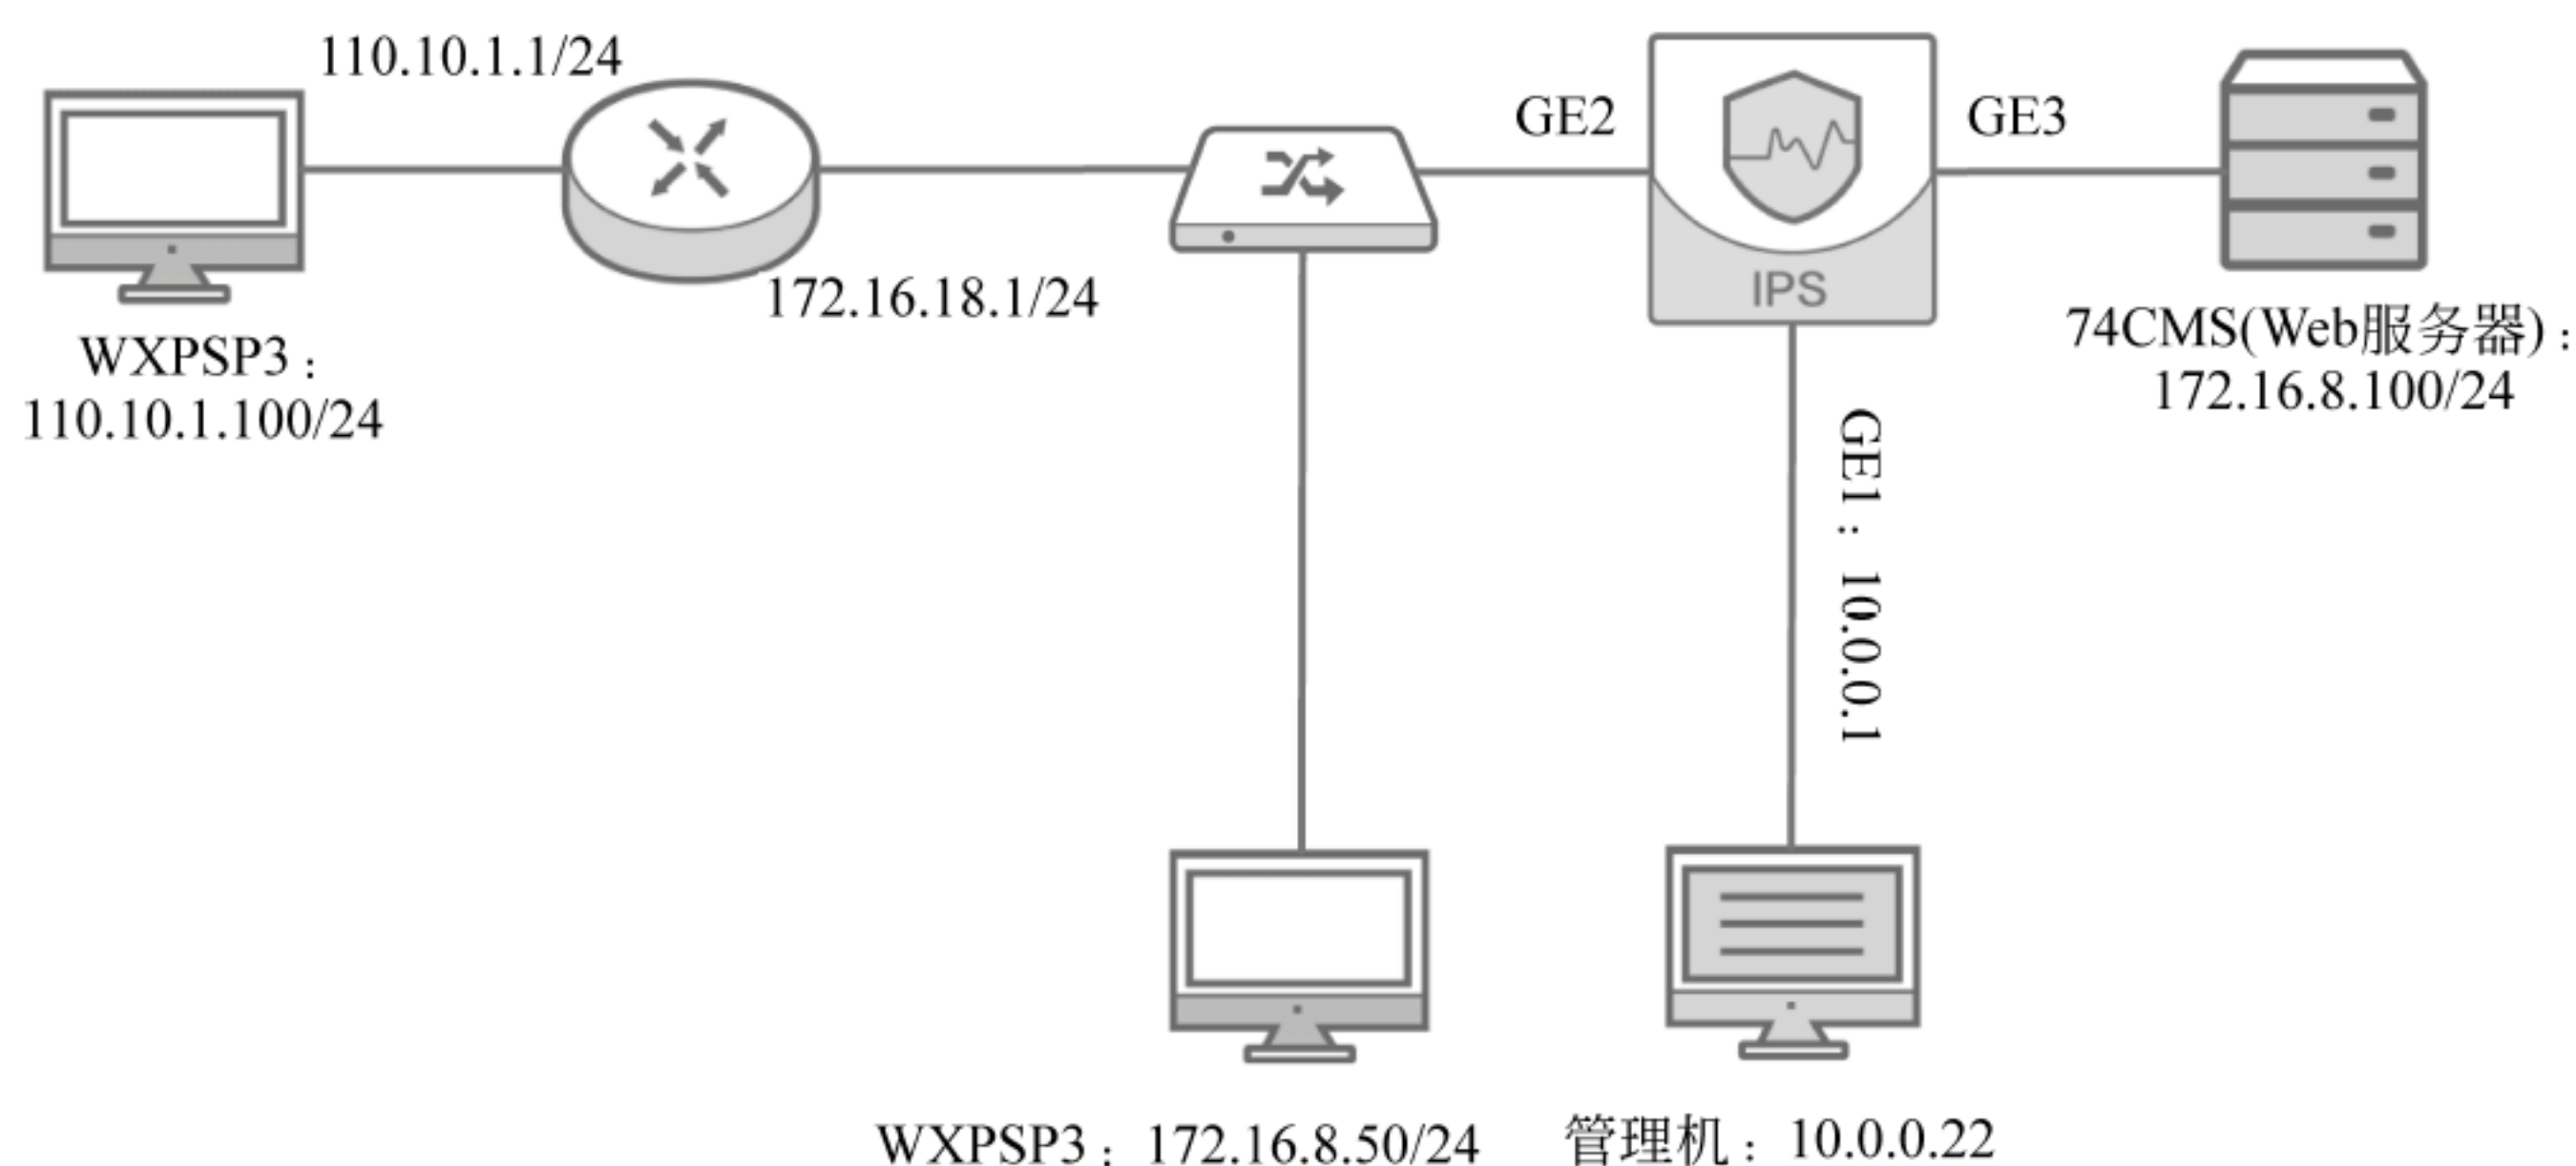 110.10.1.1/24
GE2
GE3
IPS
172.16.18.1/24
WXPSP3：
110.10.1.100/24
74CMS(Web服务器)：
172.16.8.100/24
GE1：10.0.0.1
WXPSP3：172.16.8.50/24
管理机：10.0.0.22